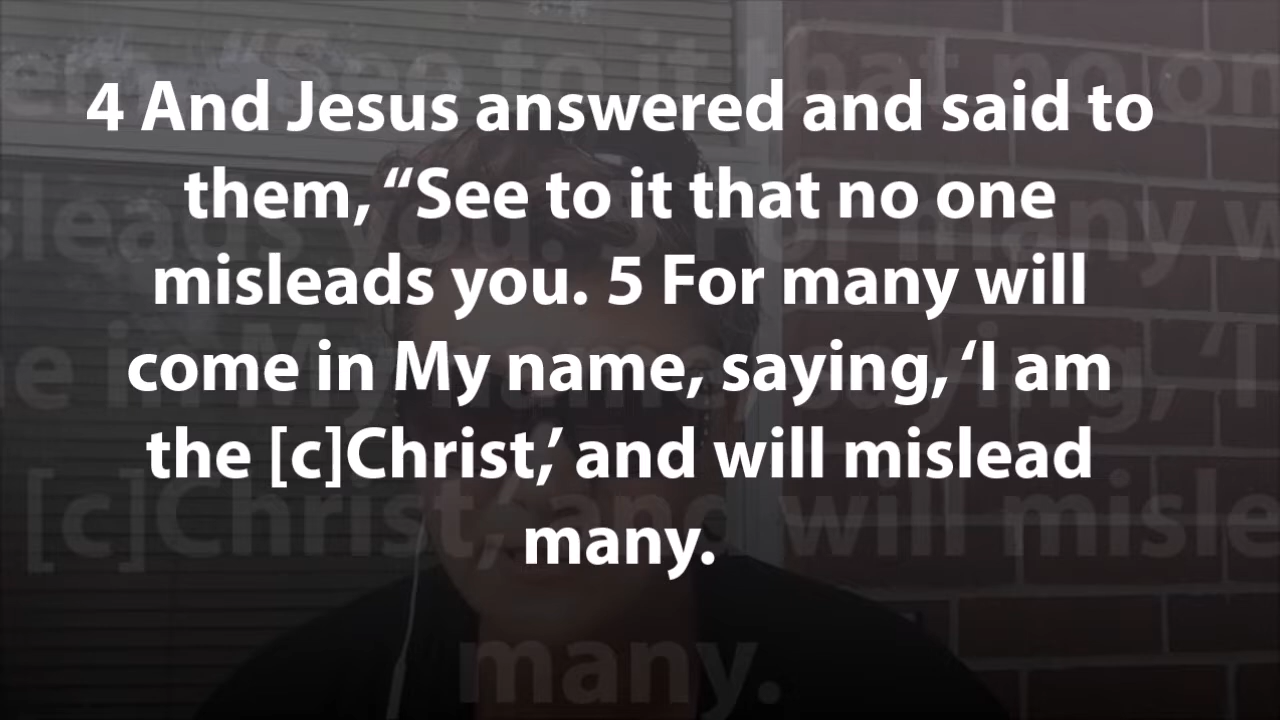 4 And Jesus answered and said to
them, “See to it that no one
misleads you. 5 For many will
come in My name, saying, ‘I am
the [c]Christ,’ and will mislead
many.